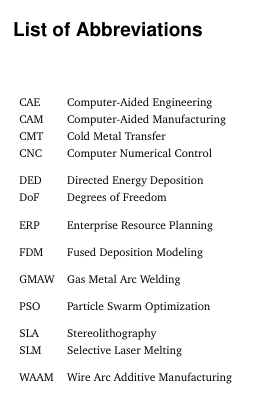 List of Abbreviations
CAE Computer-Aided Engineering
CAM Computer-Aided Manufacturing
CMT Cold Metal Transfer
CNC Computer Numerical Control
DED Directed Energy Deposition
DoF Degrees of Freedom
ERP Enterprise Resource Planning
FDM Fused Deposition Modeling
GMAW Gas Metal Arc Welding
PSO Particle Swarm Optimization
SLA Stereolithography
SLM Selective Laser Melting
WAAM Wire Arc Additive Manufacturing